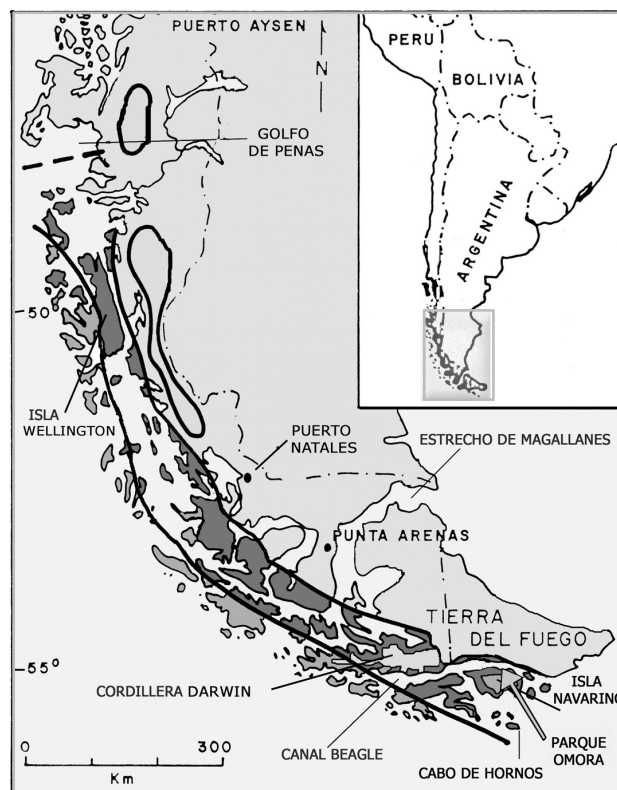 PUERTO AYSEN
N
GOLFO
DE PENAS
PERU
BOLIVIA
ARGENTINA
50°
ISLA
WELLINGTON
PUERTO
NATALES
ESTRECHO DE MAGALLANES
PUNTA ARENAS
TIERRA
DEL FUEGO
55°
CORDILLERA DARWIN
ISLA
NAVARINO
CANAL BEAGLE
PARQUE
OMORA
CABO DE HORNOS
0 300
Km